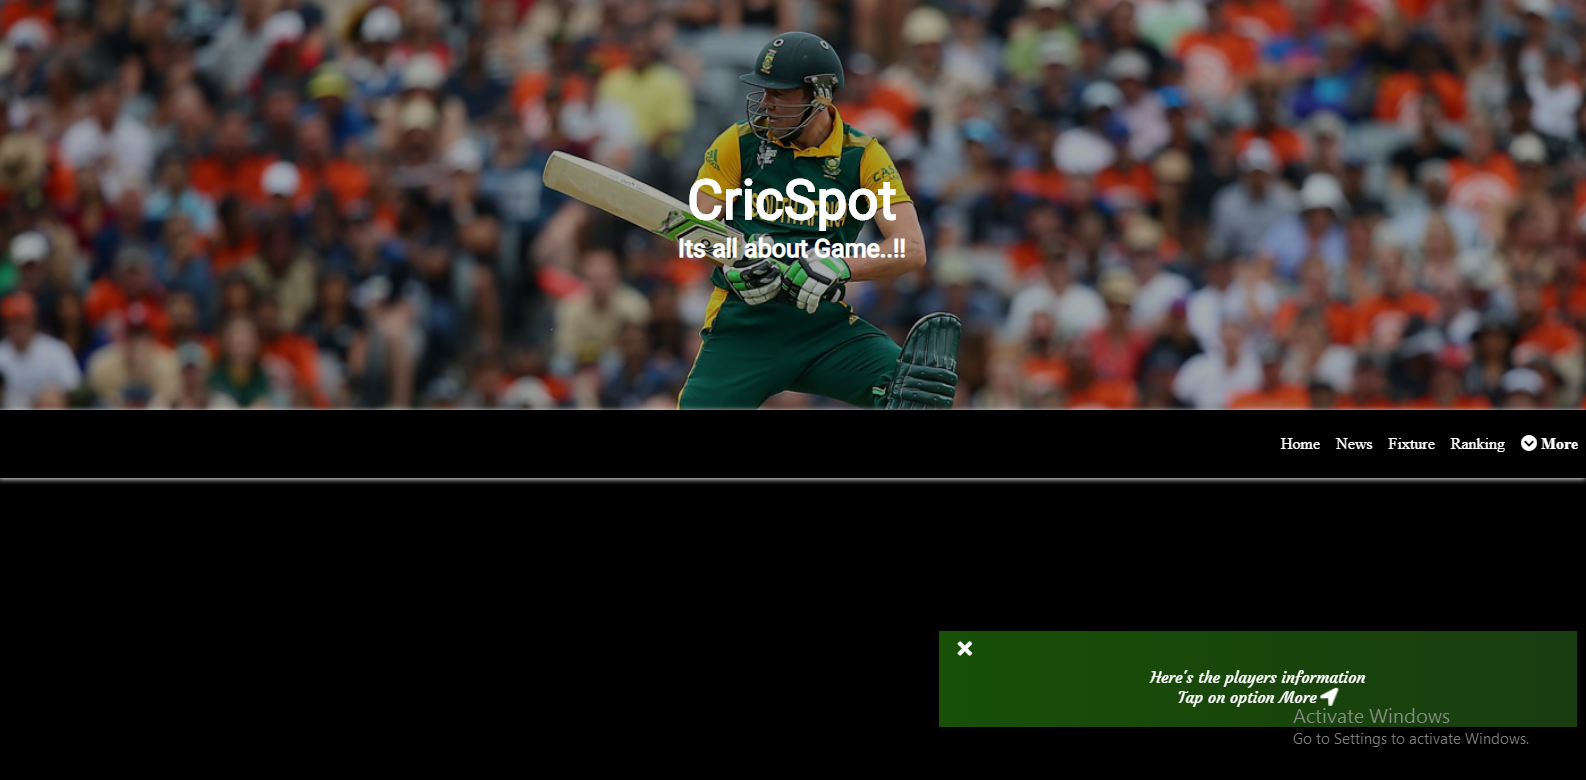 CricSpot
Its all about Game..!!
Home News Fixture Ranking More
Here's the players information
Tap on option More
Activate Windows
Go to Settings to activate Windows.